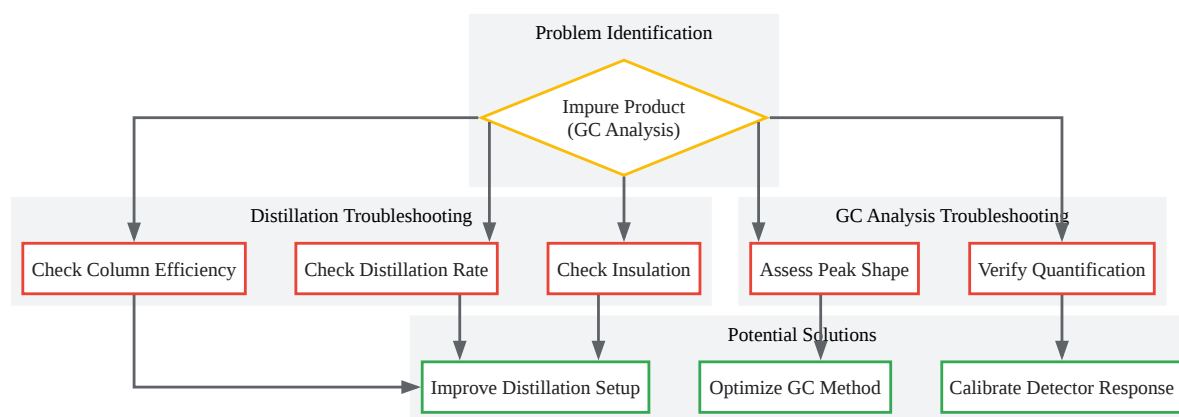 Problem Identification
Impure Product
(GC Analysis)
Distillation Troubleshooting
GC Analysis Troubleshooting
Check Column Efficiency
Check Distillation Rate
Check Insulation
Assess Peak Shape
Verify Quantification
Potential Solutions
Improve Distillation Setup
Optimize GC Method
Calibrate Detector Response